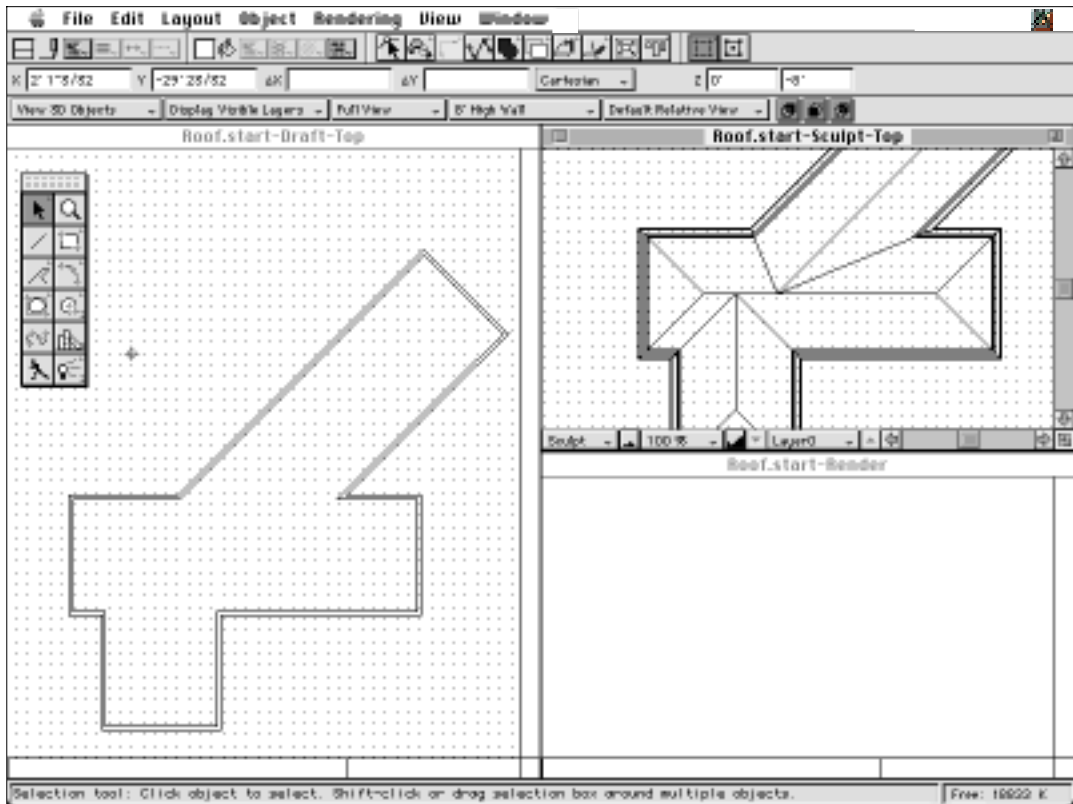 File Edit Layout Object Rendering View Window
X 2' 1"3/32 Y -29' 23/32 ΔX ΔY Cartesian Z 0' -8'
View 3D Objects Display Visible Layers Full View 8' High Wall Default Relative View
Roof.start-Draft-Top
Roof.start-Sculpt-Top
Sculpt 100 % Layer0
Roof.start-Render
Selection tool: Click object to select. Shift-click or drag selection box around multiple objects.
Free: 18933 K